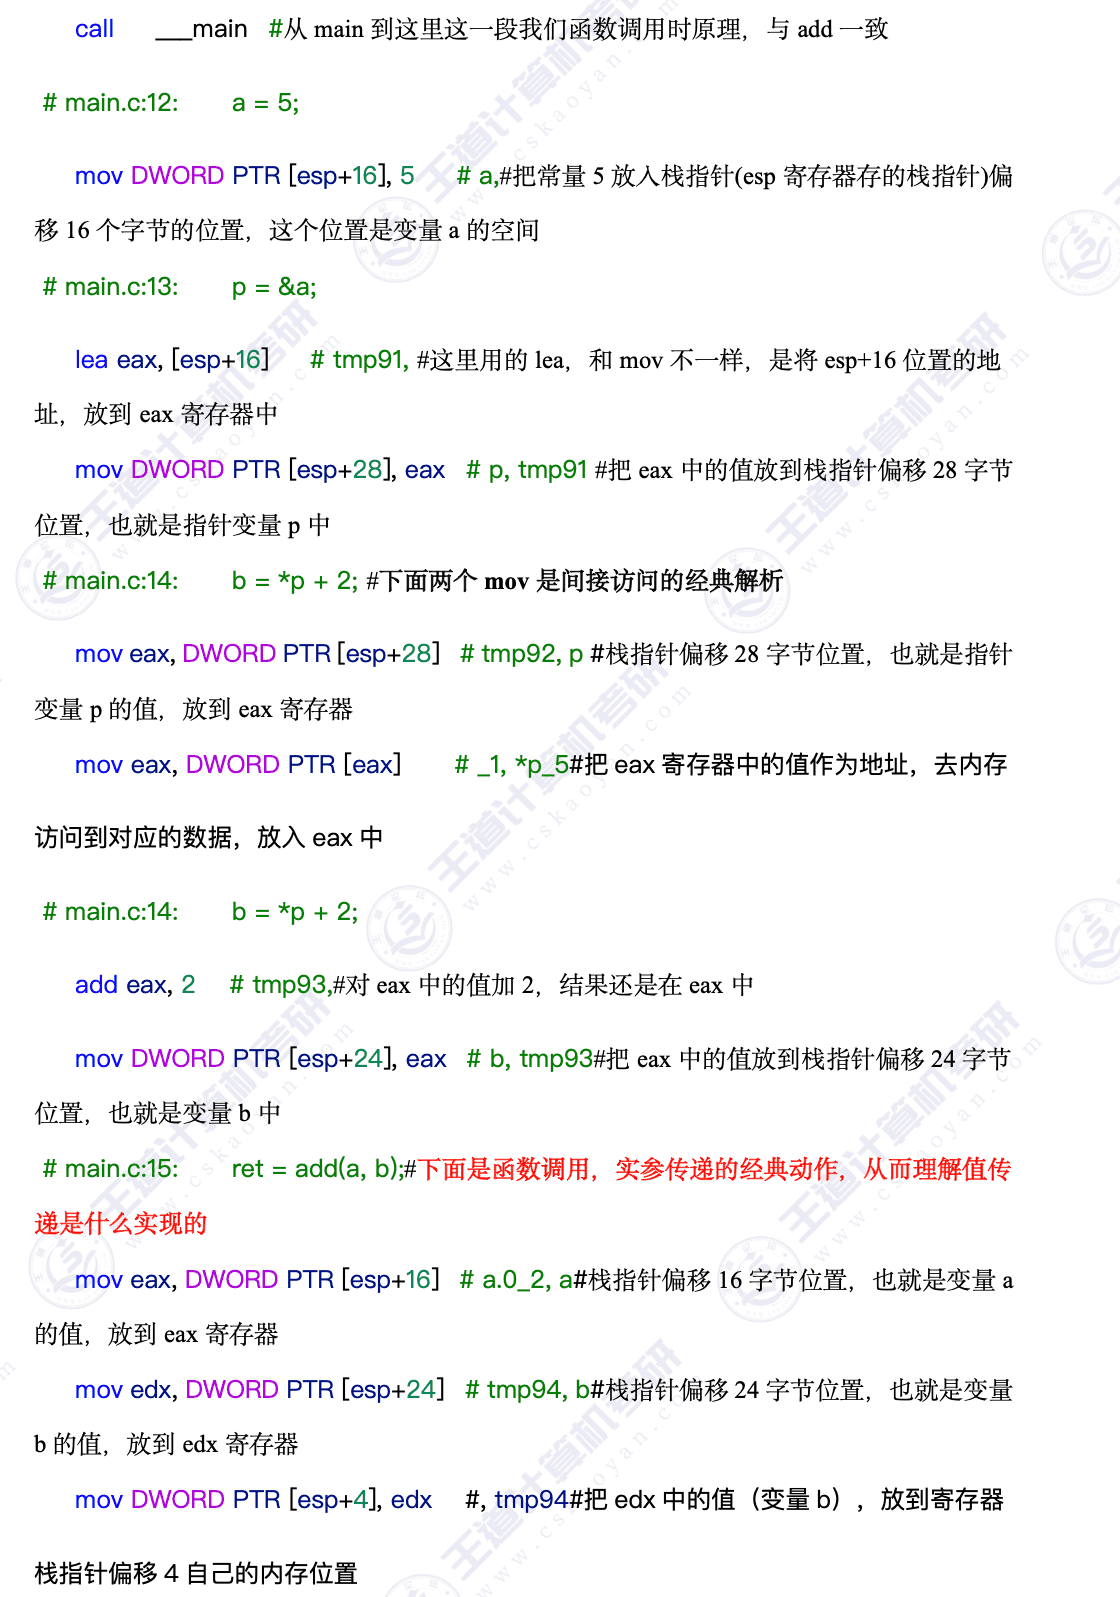 call ___main #从 main 到这里这一段我们函数调用时原理，与 add 一致
# main.c:12: a = 5;
mov DWORD PTR [esp+16], 5 # a,#把常量 5 放入栈指针(esp 寄存器存的栈指针)偏
移 16 个字节的位置，这个位置是变量 a 的空间
# main.c:13: p = &a;
lea eax, [esp+16] # tmp91, #这里用的 lea，和 mov 不一样，是将 esp+16 位置的地
址，放到 eax 寄存器中
mov DWORD PTR [esp+28], eax # p, tmp91 #把 eax 中的值放到栈指针偏移 28 字节
位置，也就是指针变量 p 中
# main.c:14: b = *p + 2; #下面两个 mov 是间接访问的经典解析
mov eax, DWORD PTR [esp+28] # tmp92, p #栈指针偏移 28 字节位置，也就是指针
变量 p 的值，放到 eax 寄存器
mov eax, DWORD PTR [eax] # _1, *p_5#把 eax 寄存器中的值作为地址，去内存
访问到对应的数据，放入 eax 中
# main.c:14: b = *p + 2;
add eax, 2 # tmp93,#对 eax 中的值加 2，结果还是在 eax 中
mov DWORD PTR [esp+24], eax # b, tmp93#把 eax 中的值放到栈指针偏移 24 字节
位置，也就是变量 b 中
# main.c:15: ret = add(a, b);#下面是函数调用，实参传递的经典动作，从而理解值传
递是什么实现的
mov eax, DWORD PTR [esp+16] # a.0_2, a#栈指针偏移 16 字节位置，也就是变量 a
的值，放到 eax 寄存器
mov edx, DWORD PTR [esp+24] # tmp94, b#栈指针偏移 24 字节位置，也就是变量
b 的值，放到 edx 寄存器
mov DWORD PTR [esp+4], edx #, tmp94#把 edx 中的值（变量 b），放到寄存器
栈指针偏移 4 自己的内存位置
王道计算机考研
www.cskaoyan.com